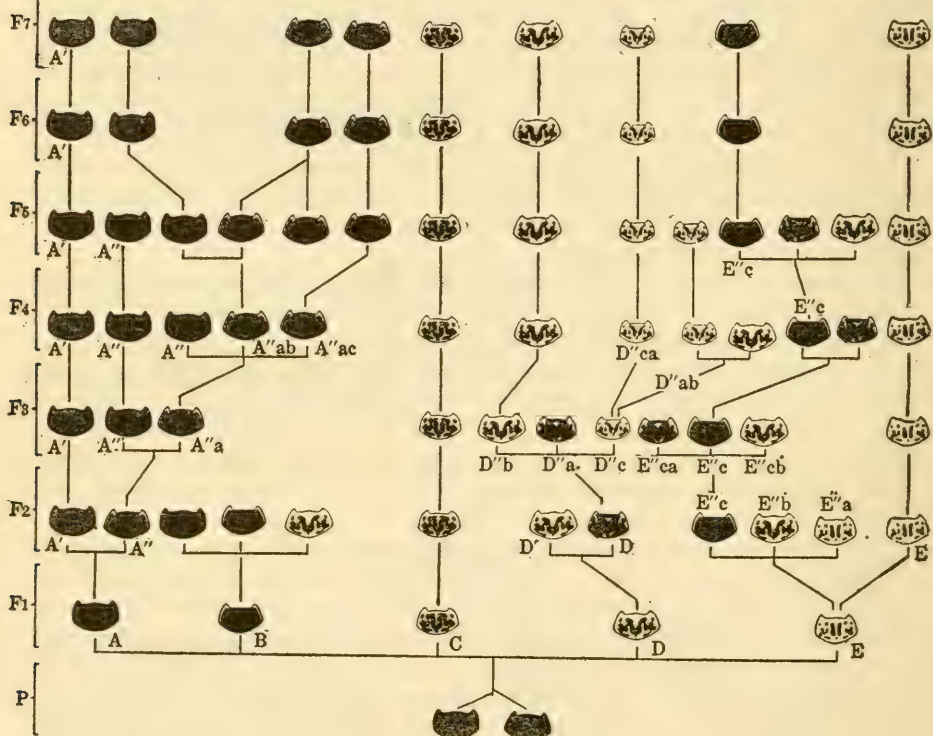 F7
A'
F6
A'
F5
A' A"
E"c
F4
E"c
A' A" A" A"ab A"ac D"ca
D"ab
F3
A' A" A"a
D"b D"a D"c E"ca E"c E"cb
F2
E"c E"b E"a
A' A" D' D E
F1
A B C D E
P